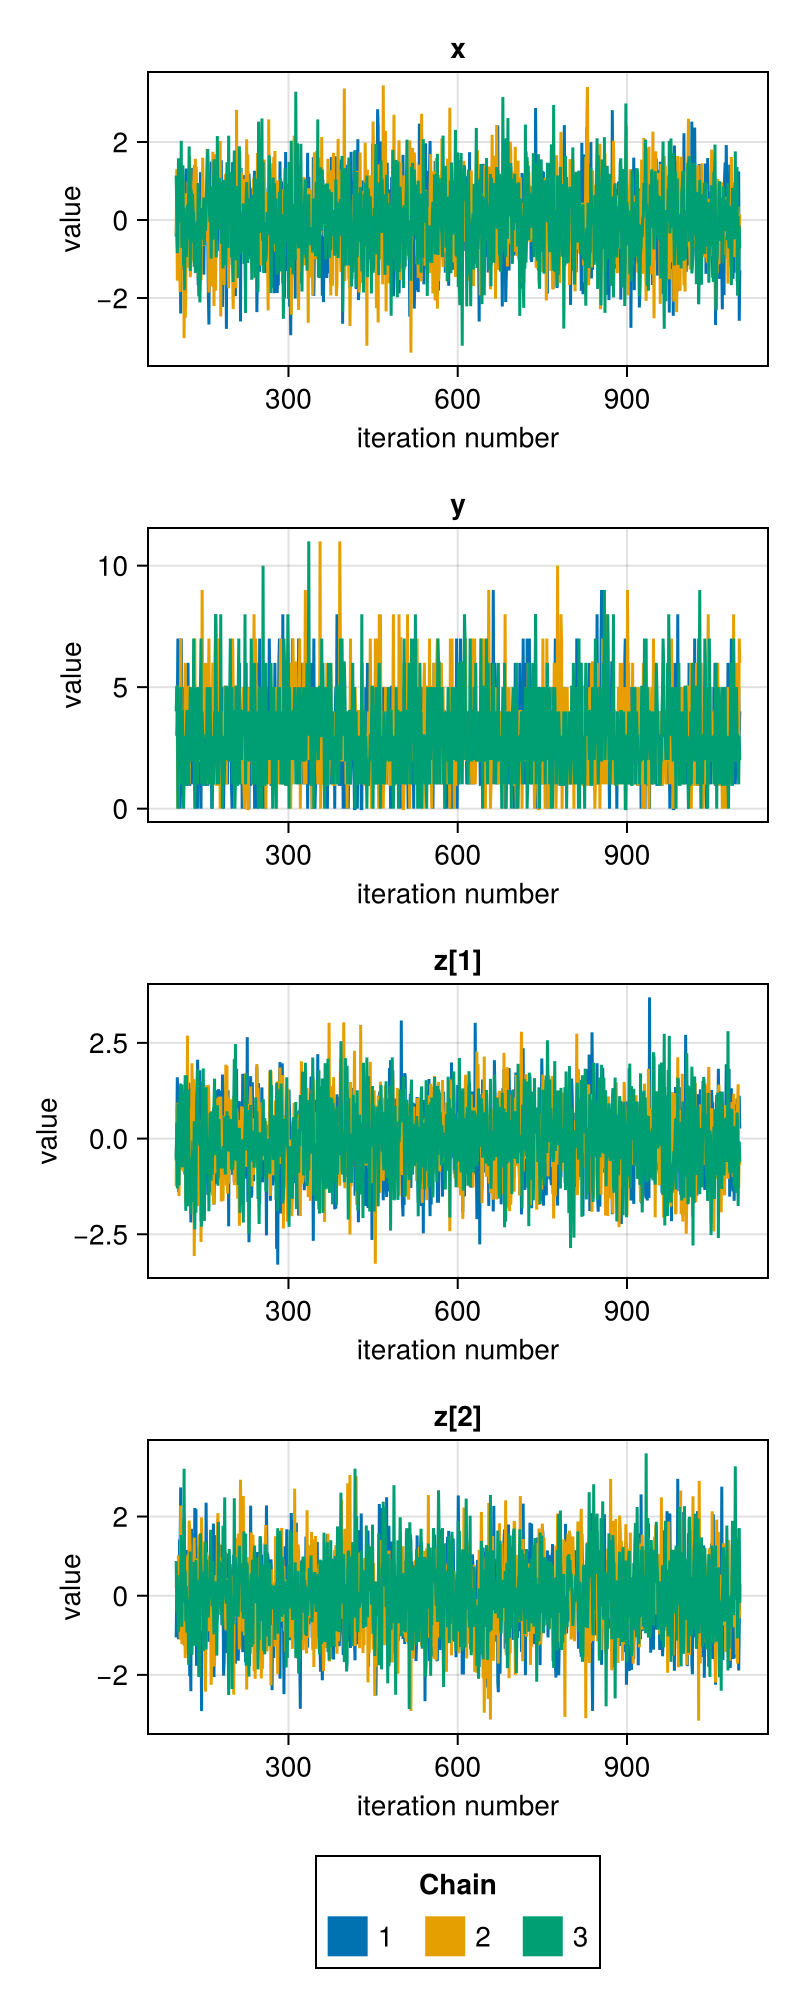 x
2
0
−2
value
300 600 900
iteration number
y
10
5
0
value
300 600 900
iteration number
z[1]
2.5
0.0
−2.5
value
300 600 900
iteration number
z[2]
2
0
−2
value
300 600 900
iteration number
Chain
1 2 3